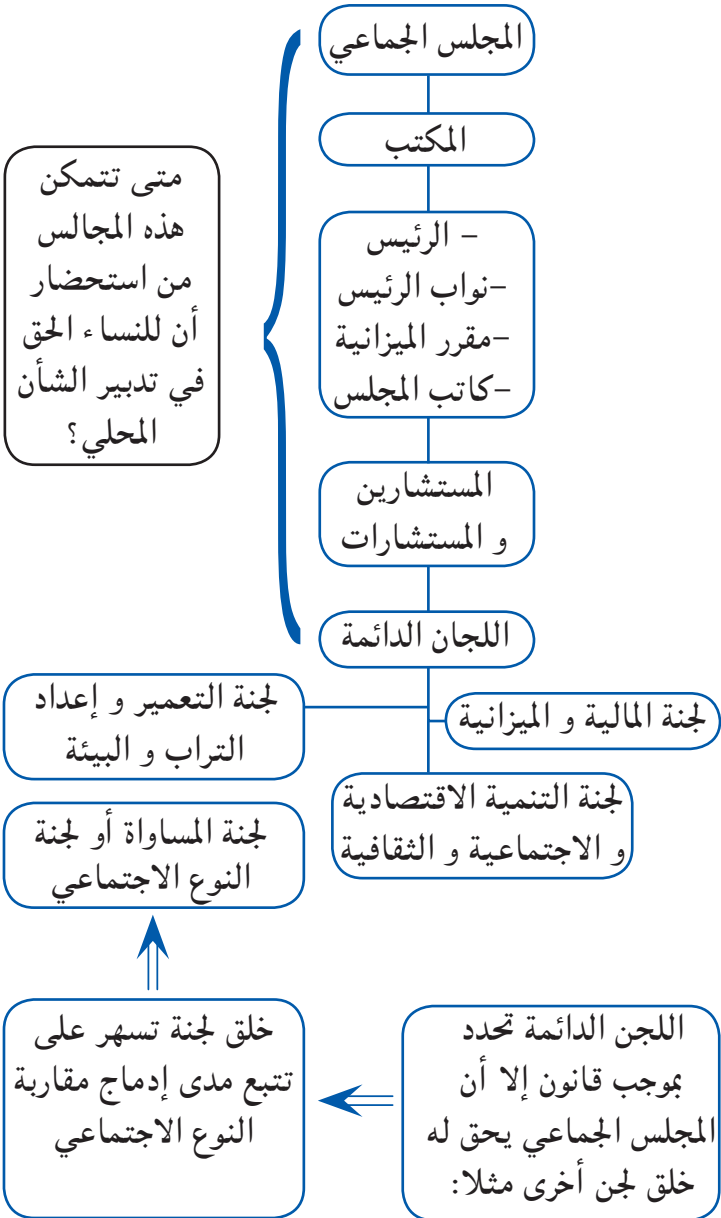 المجلس الجماعي
المكتب
- الرئيس
-نواب الرئيس
-مقرر الميزانية
-كاتب المجلس
المستشارين
و المستشارات
اللجان الدائمة
متى تتمكن
هذه المجالس
من استحضار
أن للنساء الحق
في تدبير الشأن
المحلي؟
لجنة المالية و الميزانية
لجنة التعمير و إعداد
التراب و البيئة
لجنة التنمية الاقتصادية
و الاجتماعية و الثقافية
لجنة المساواة أو لجنة
النوع الاجتماعي
اللجن الدائمة تحدد
بموجب قانون إلا أن
المجلس الجماعي يحق له
خلق لجن أخرى مثلا:
خلق لجنة تسهر على
تتبع مدى إدماج مقاربة
النوع الاجتماعي